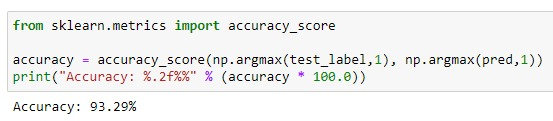 from sklearn.metrics import accuracy_score
accuracy = accuracy_score(np.argmax(test_label,1), np.argmax(pred,1))
print("Accuracy: %.2f%%" % (accuracy * 100.0))
Accuracy: 93.29%